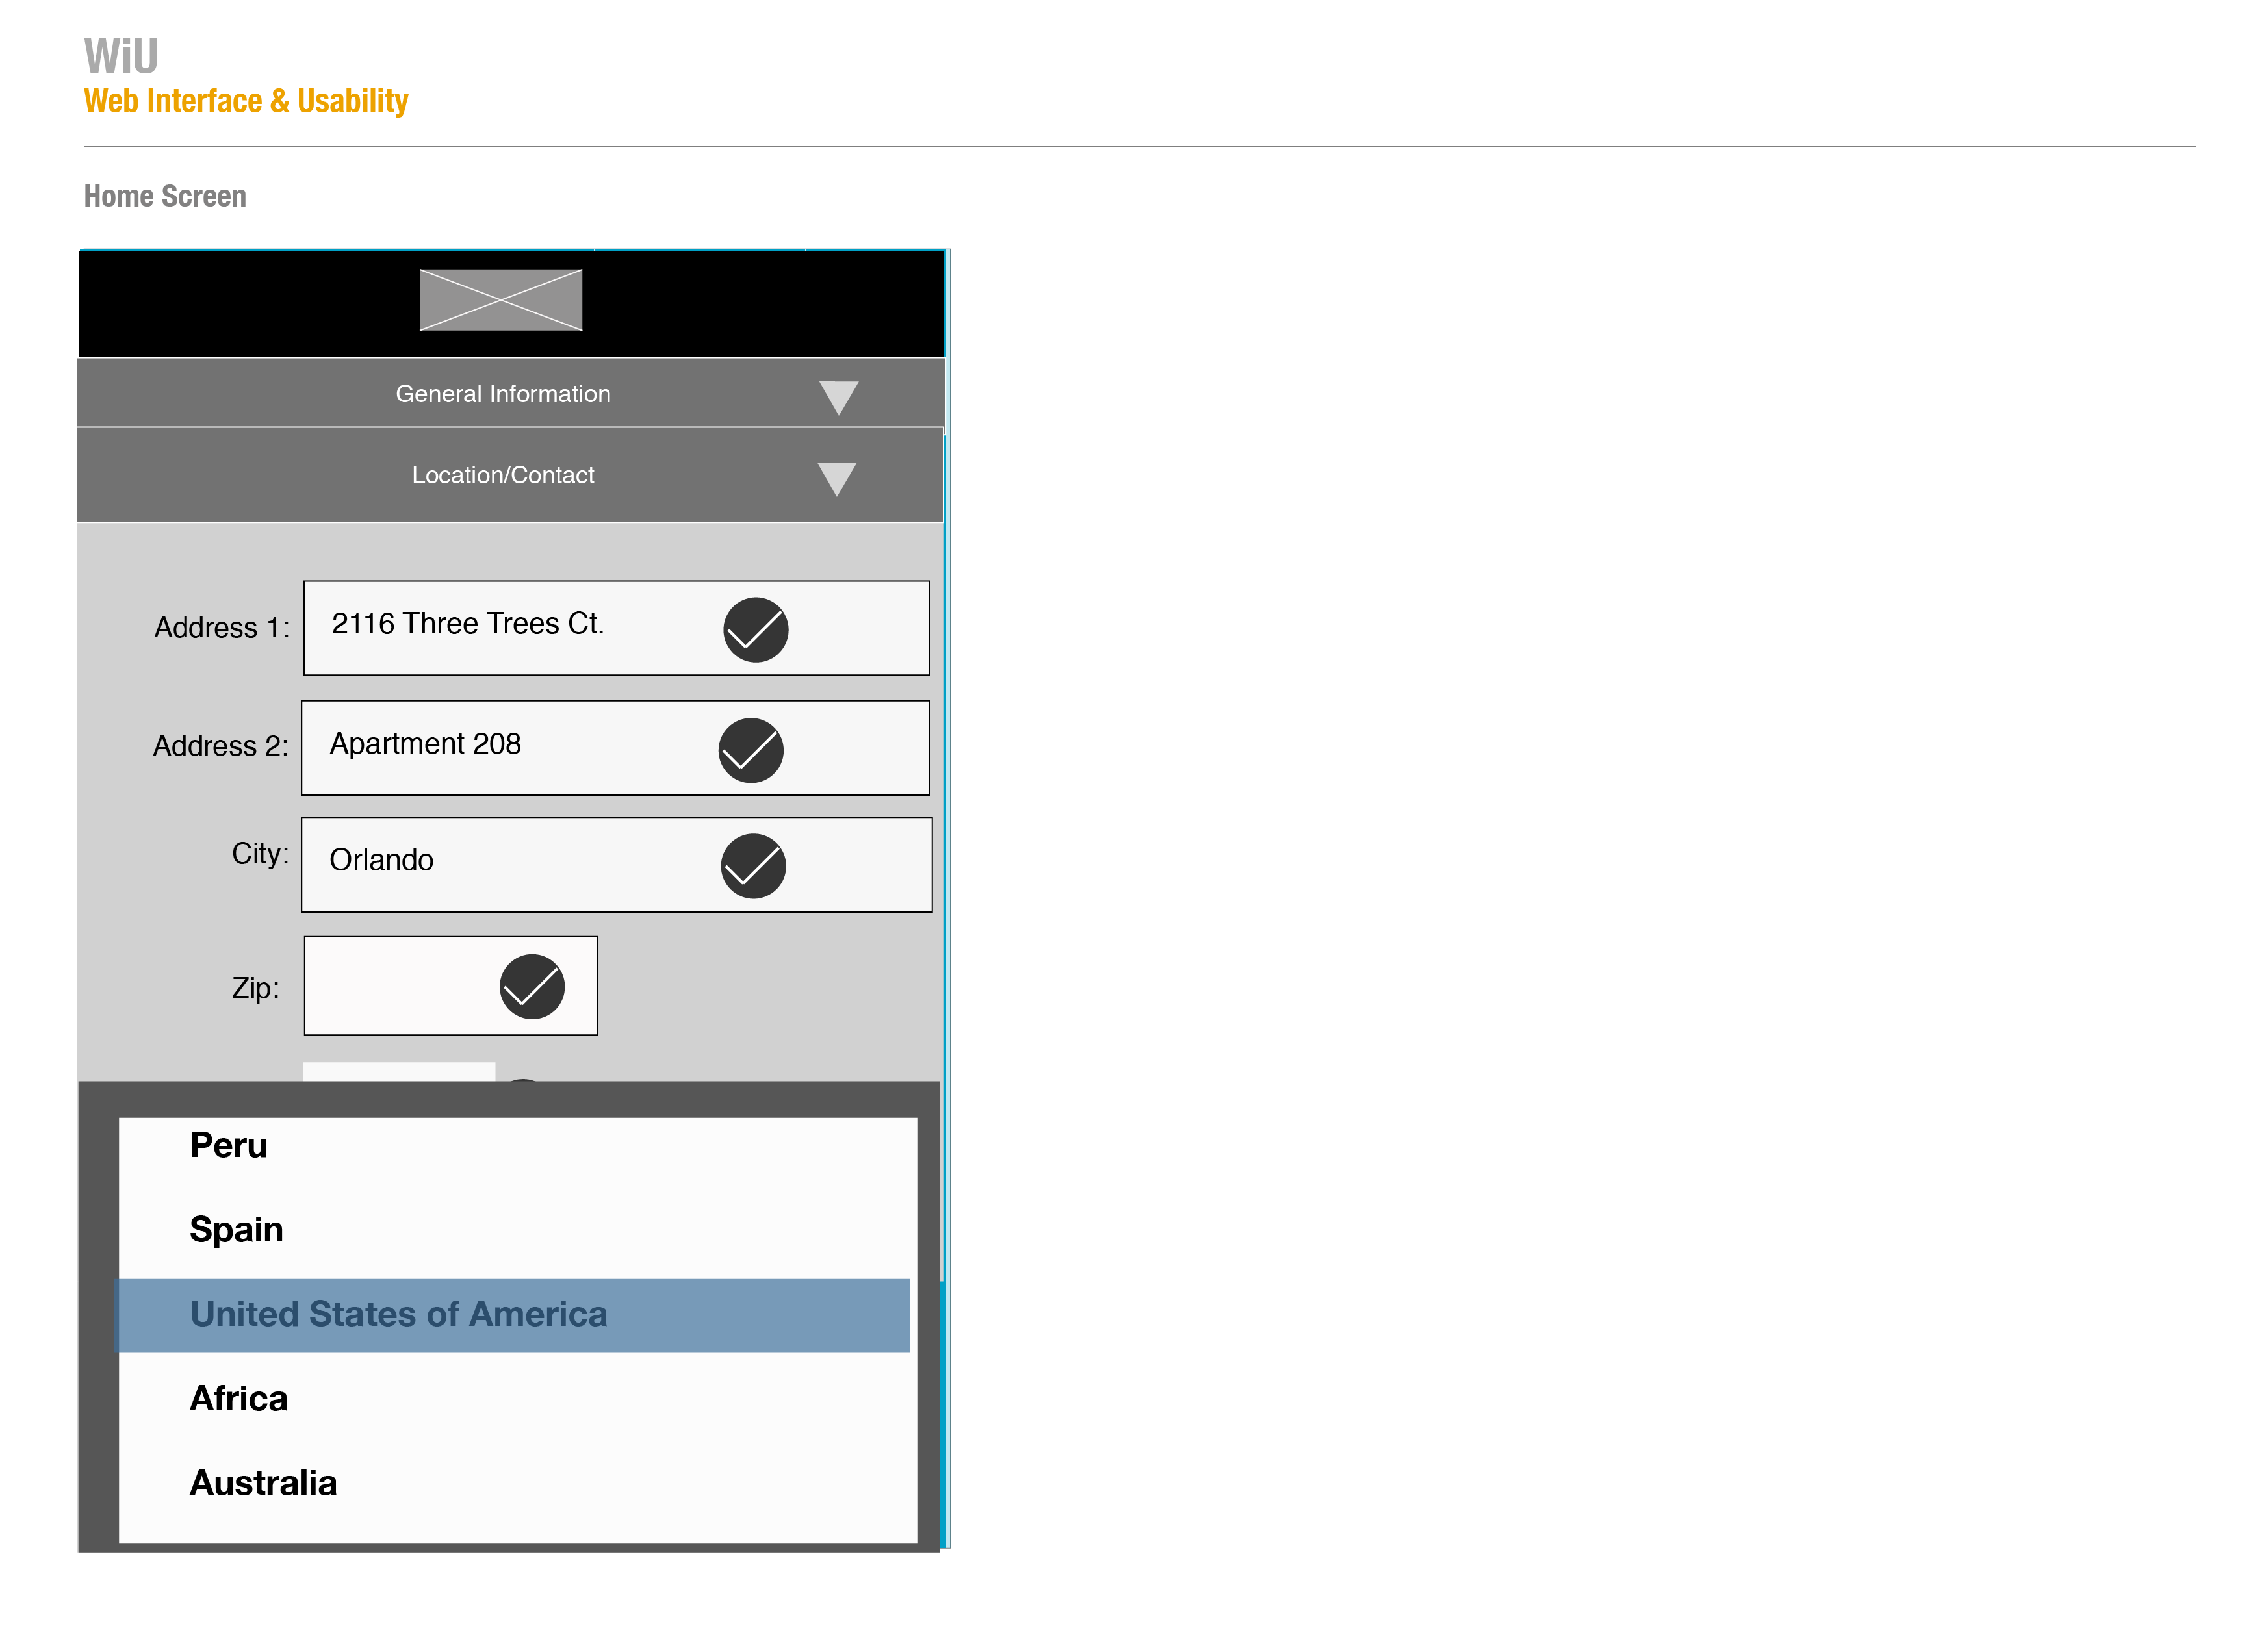 WiU
Web Interface & Usability
Home Screen
General Information
Location/Contact
Address 1: 2116 Three Trees Ct.
Address 2: Apartment 208
City: Orlando
Zip:
Peru
Spain
United States of America
Africa
Australia